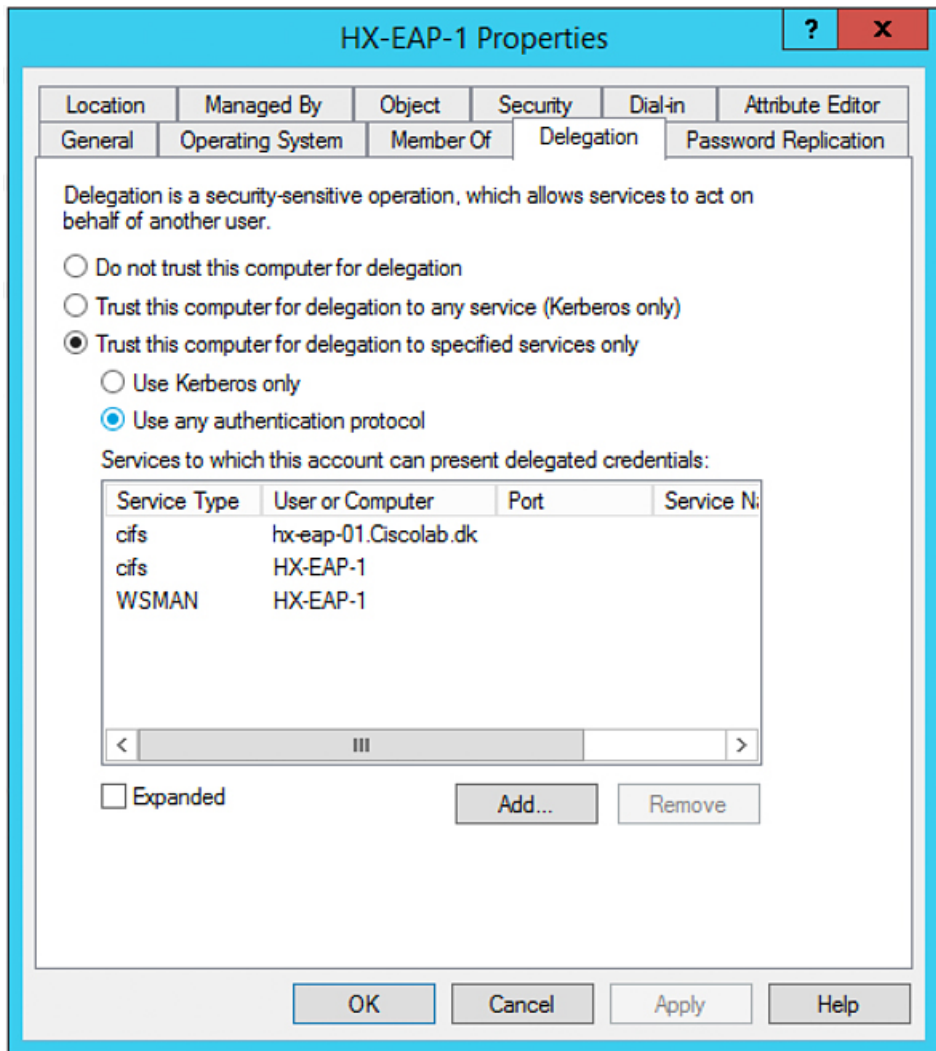 HX-EAP-1 Properties
? x
Location Managed By Object Security Dial-in Attribute Editor
General Operating System Member Of Delegation Password Replication
Delegation is a security-sensitive operation, which allows services to act on
behalf of another user.
Do not trust this computer for delegation
Trust this computer for delegation to any service (Kerberos only)
Trust this computer for delegation to specified services only
Use Kerberos only
Use any authentication protocol
Services to which this account can present delegated credentials:
Service Type User or Computer Port Service Na
cifs hx-eap-01.Ciscolab.dk
cifs HX-EAP-1
WSMAN HX-EAP-1
Expanded Add... Remove
OK Cancel Apply Help